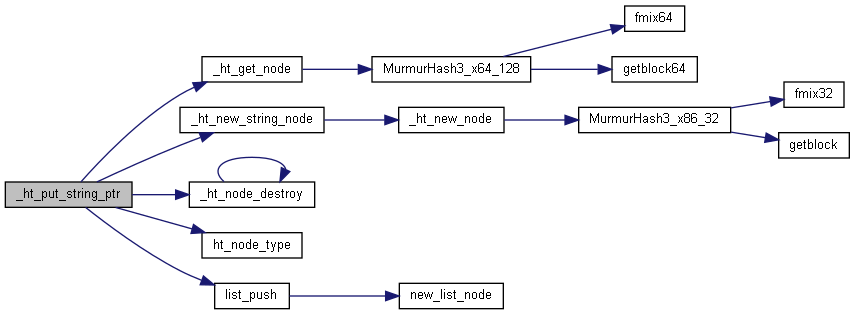 fmix64
_ht_get_node
MurmurHash3_x64_128
getblock64
fmix32
_ht_new_string_node
_ht_new_node
MurmurHash3_x86_32
getblock
_ht_put_string_ptr
_ht_node_destroy
ht_node_type
list_push
new_list_node